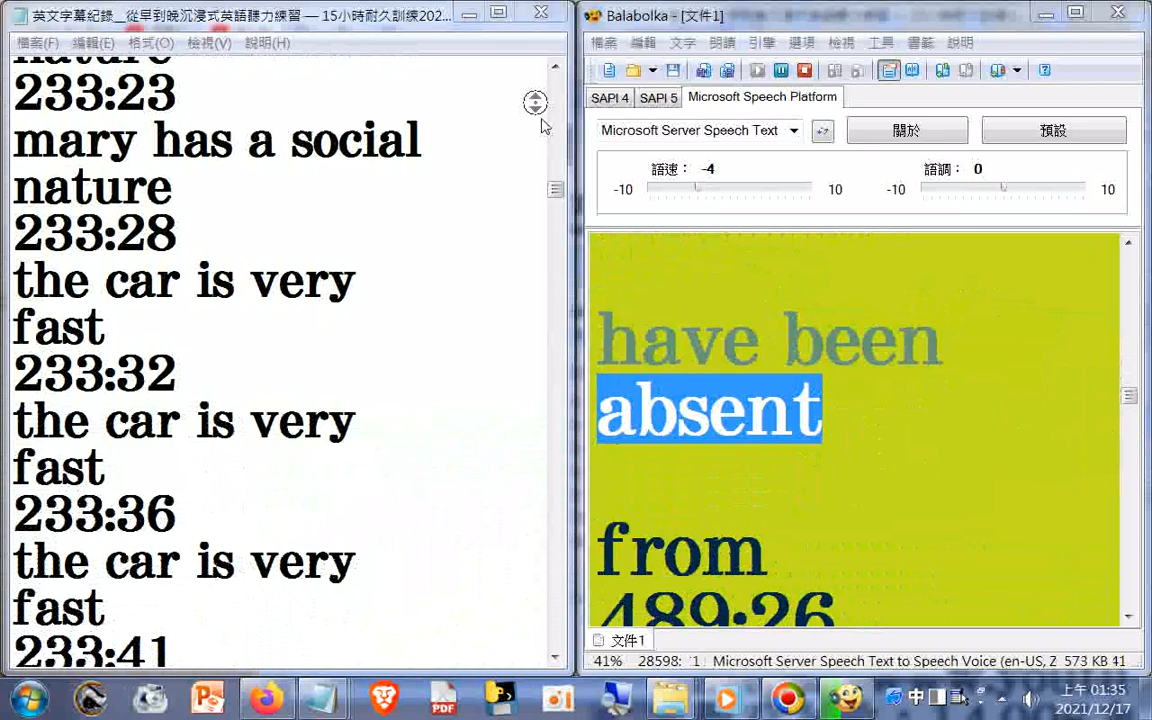 英文字幕紀錄__從早到晚沉浸式英語聽力練習 — 15小時耐久訓練202...
檔案(F) 編輯(E) 格式(O) 檢視(V) 說明(H)
nature
233:23
mary has a social
nature
233:28
the car is very
fast
233:32
the car is very
fast
233:36
the car is very
fast
233:41
Balabolka - [文件1]
檔案 編輯 文字 朗讀 引擎 選項 檢視 工具 書籤 說明
SAPI 4 SAPI 5 Microsoft Speech Platform
Microsoft Server Speech Text 關於 預設
語速： -4 語調： 0
-10 10 -10 10
have been
absent
from
489:26
文件1
41% 28598: 1 Microsoft Server Speech Text to Speech Voice (en-US, Z 573 KB 41
PDF 中 上午 01:35
2021/12/17